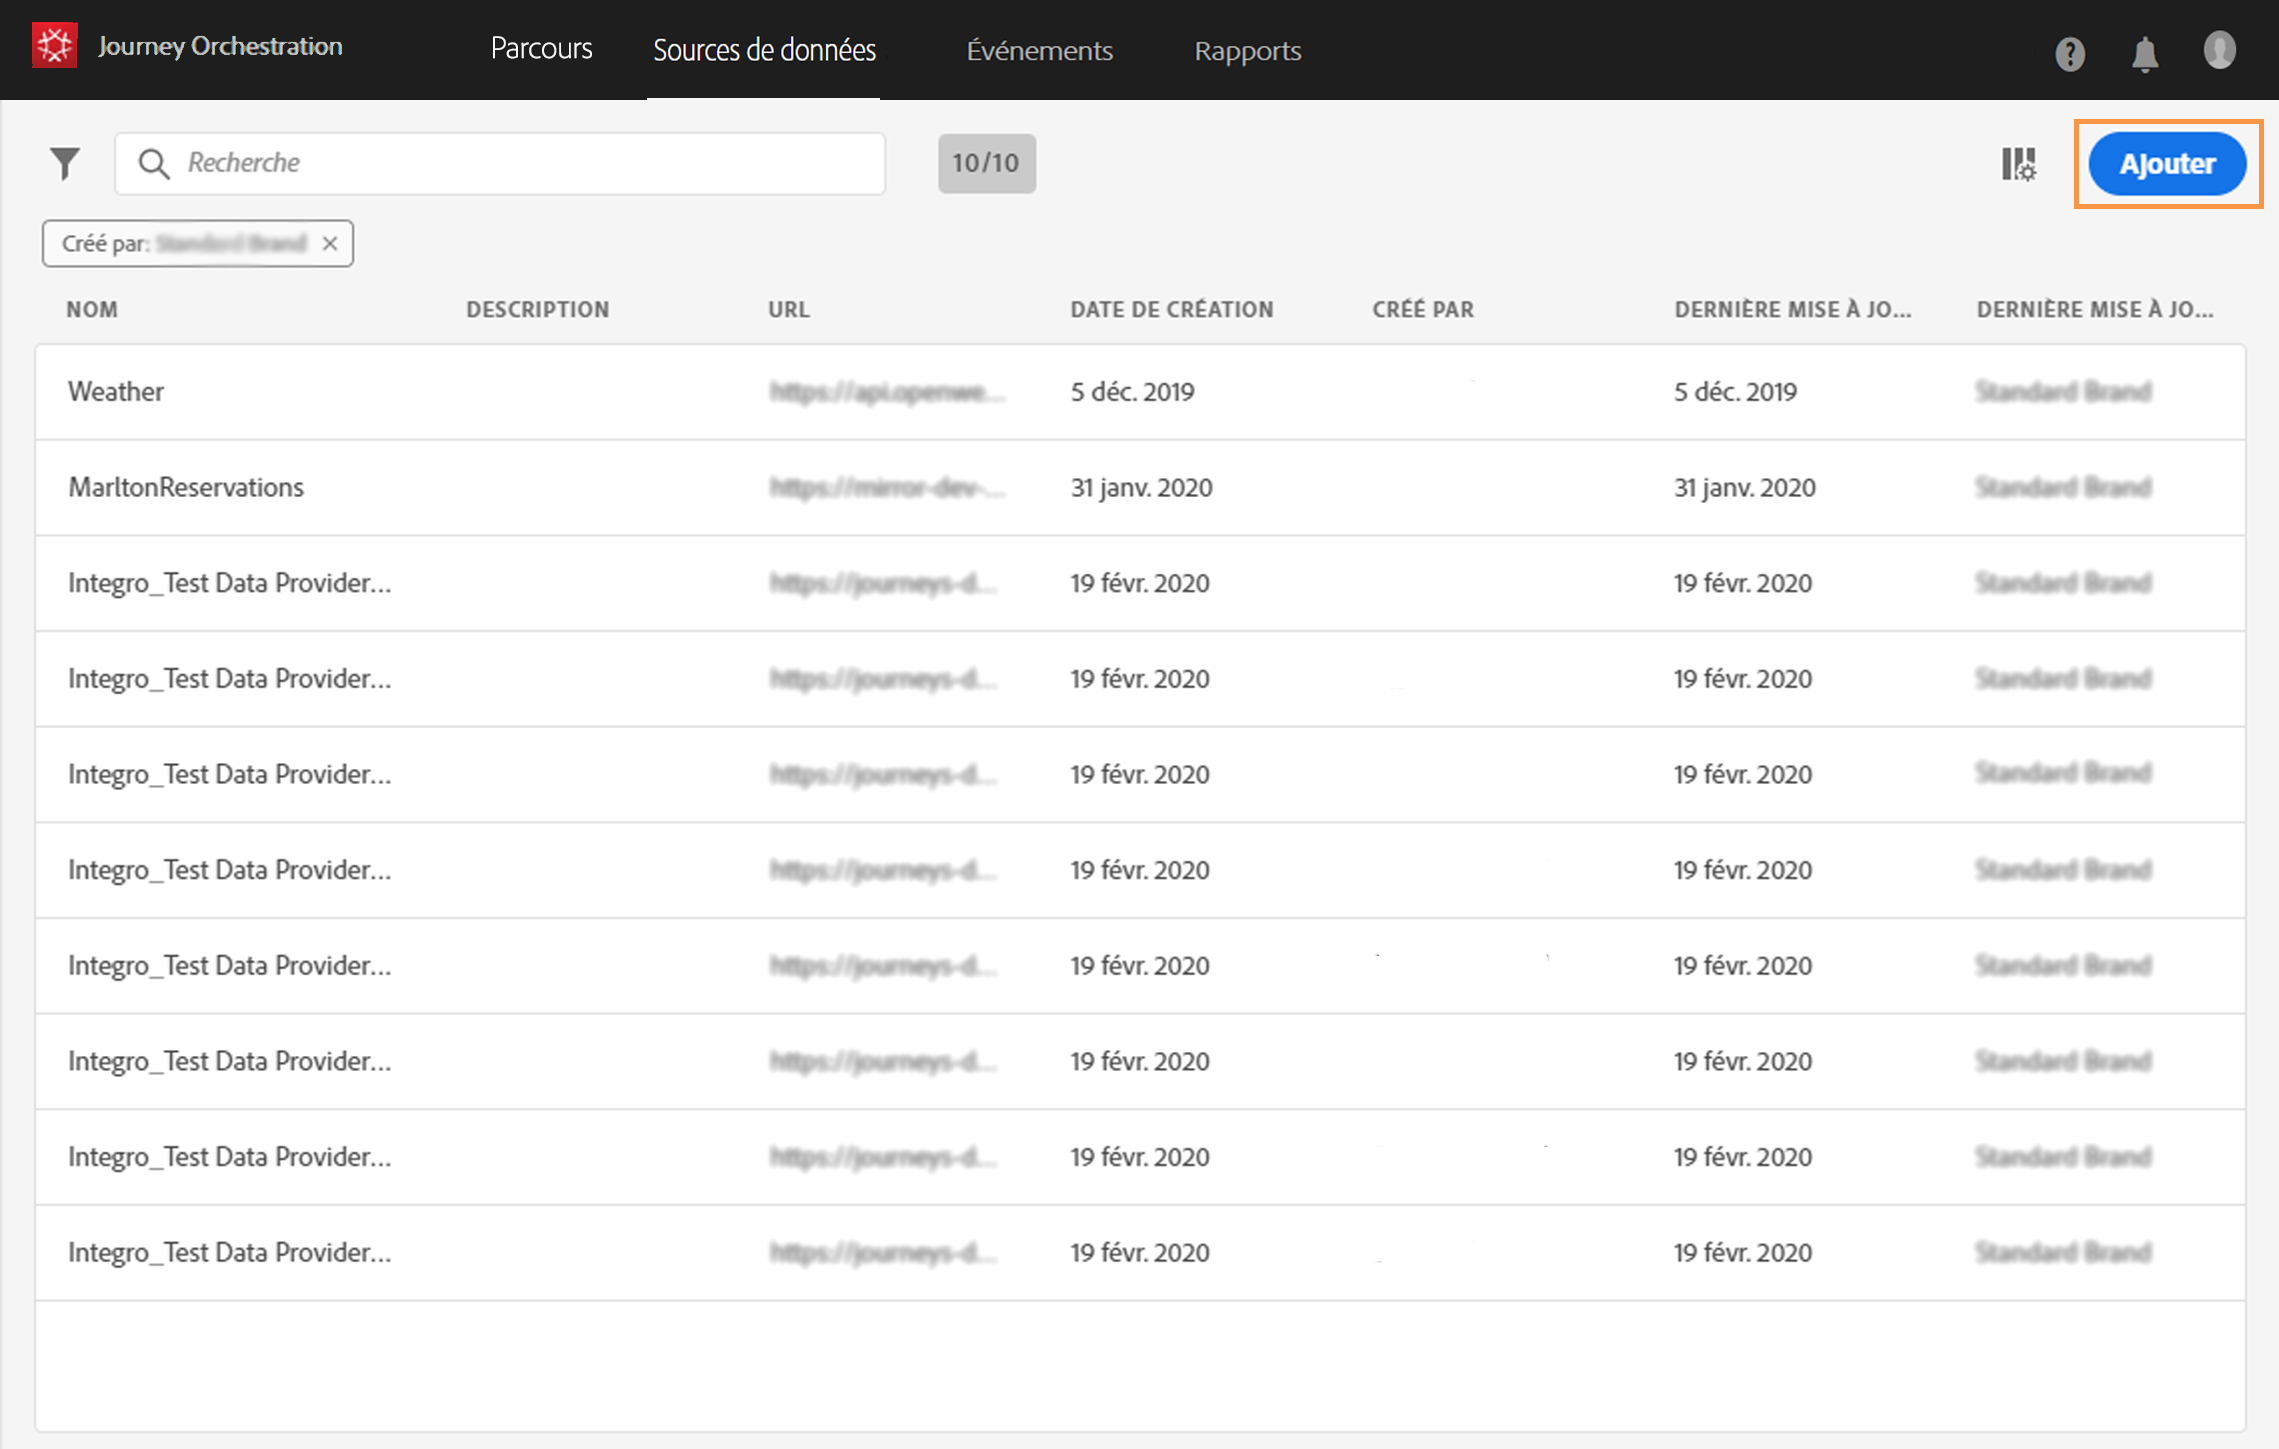 Journey Orchestration Parcours Sources de données Événements Rapports
Recherche 10/10 AJouter
Créé par: Standard Brand
NOM DESCRIPTION URL DATE DE CRÉATION CRÉÉ PAR DERNIÈRE MISE À JO... DERNIÈRE MISE À JO...
Weather https://api.openwe... 5 déc. 2019 5 déc. 2019 Standard Brand
MarltonReservations https://mirror-dev-... 31 janv. 2020 31 janv. 2020 Standard Brand
Integro_Test Data Provider... https://journeys-d... 19 févr. 2020 19 févr. 2020 Standard Brand
Integro_Test Data Provider... https://journeys-d... 19 févr. 2020 19 févr. 2020 Standard Brand
Integro_Test Data Provider... https://journeys-d... 19 févr. 2020 19 févr. 2020 Standard Brand
Integro_Test Data Provider... https://journeys-d... 19 févr. 2020 19 févr. 2020 Standard Brand
Integro_Test Data Provider... https://journeys-d... 19 févr. 2020 19 févr. 2020 Standard Brand
Integro_Test Data Provider... https://journeys-d... 19 févr. 2020 19 févr. 2020 Standard Brand
Integro_Test Data Provider... https://journeys-d... 19 févr. 2020 19 févr. 2020 Standard Brand
Integro_Test Data Provider... https://journeys-d... 19 févr. 2020 19 févr. 2020 Standard Brand